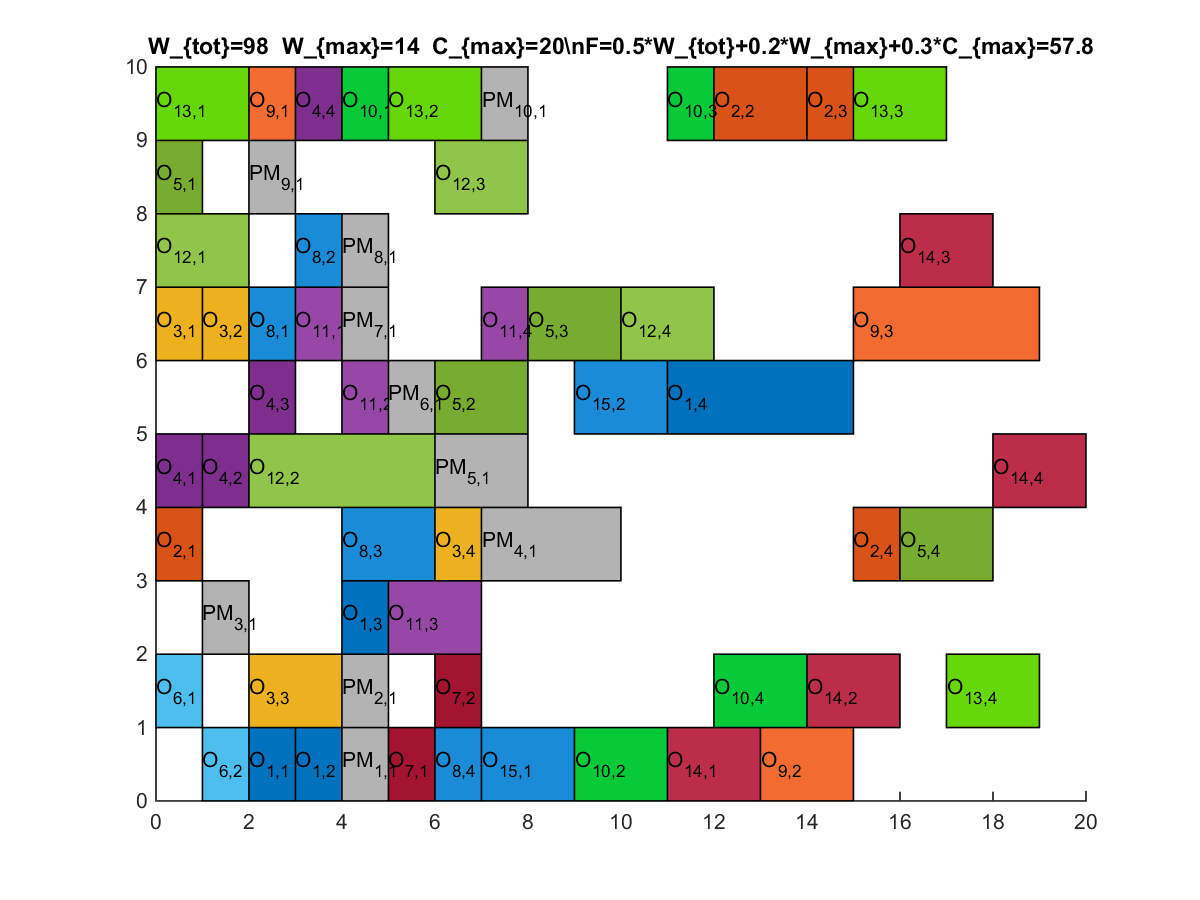 W_{tot}=98 W_{max}=14 C_{max}=20\nF=0.5*W_{tot}+0.2*W_{max}+0.3*C_{max}=57.8
10
O13,1 O9,1 O4,4 O10,1 O13,2 PM10,1 O10,3 O2,2 O2,3 O13,3
9
O5,1 PM9,1 O12,3
8
O12,1 O8,2 PM8,1 O14,3
7
O3,1 O3,2 O8,1 O11,1 PM7,1 O11,4 O5,3 O12,4 O9,3
6
O4,3 O11,2 PM6,1 O5,2 O15,2 O1,4
5
O4,1 O4,2 O12,2 PM5,1 O14,4
4
O2,1 O8,3 O3,4 PM4,1 O2,4 O5,4
3
PM3,1 O1,3 O11,3
2
O6,1 O3,3 PM2,1 O7,2 O10,4 O14,2 O13,4
1
O6,2 O1,1 O1,2 PM1,1 O7,1 O8,4 O15,1 O10,2 O14,1 O9,2
0
0 2 4 6 8 10 12 14 16 18 20